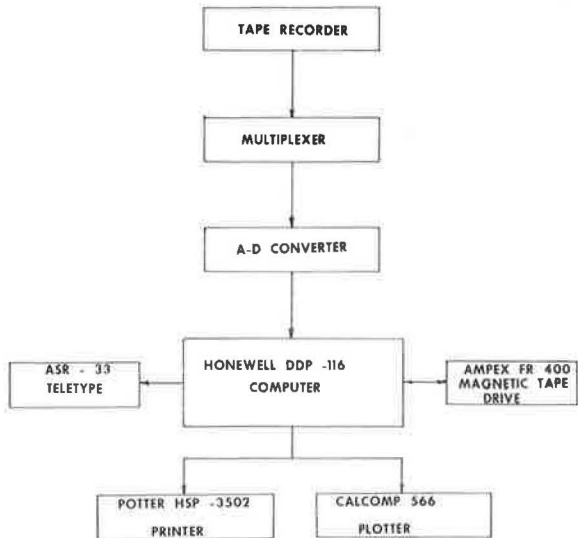 TAPE RECORDER
MULTIPLEXER
A-D CONVERTER
HONEWELL DDP -116
COMPUTER
ASR - 33
TELETYPE
AMPEX FR 400
MAGNETIC TAPE
DRIVE
POTTER HSP -3502
PRINTER
CALCOMP 566
PLOTTER